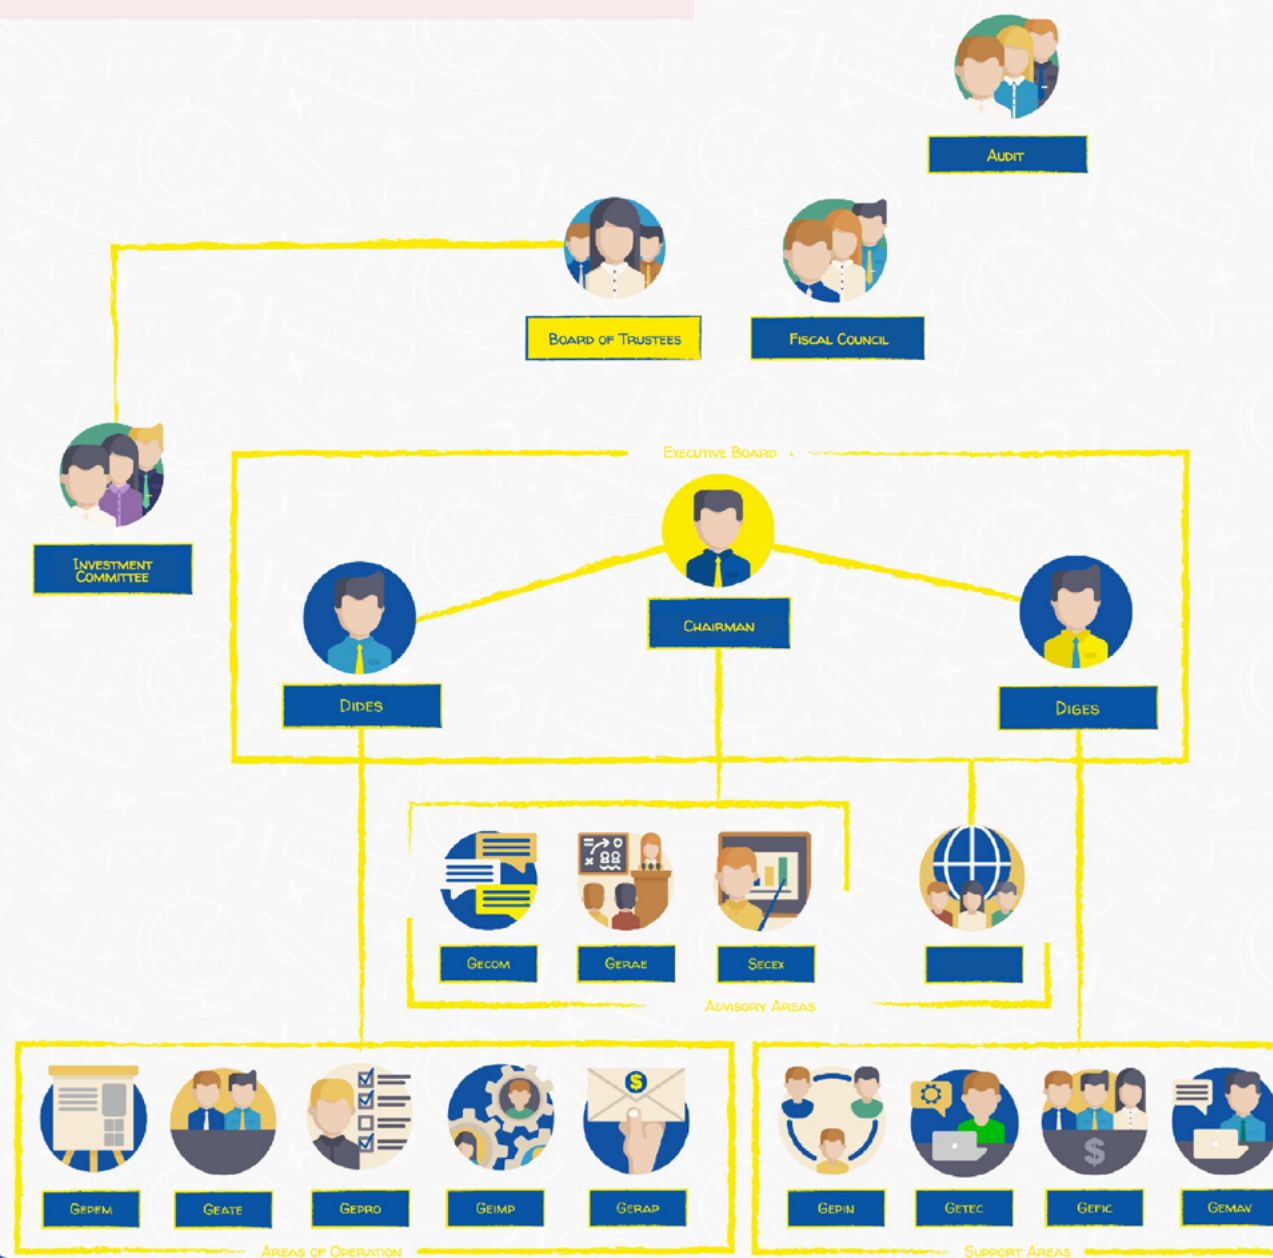 AUDIT
BOARD OF TRUSTEES
FISCAL COUNCIL
EXECUTIVE BOARD
INVESTMENT
COMMITTEE
CHAIRMAN
DIDES
DIGES
GECOM
GERAE
SECEX
ADVISORY AREAS
GEPEM
GEATE
GEPRO
GEIMP
GERAP
GEPIN
GETEC
GEFIC
GEMAV
AREAS OF OPERATION
SUPPORT AREAS